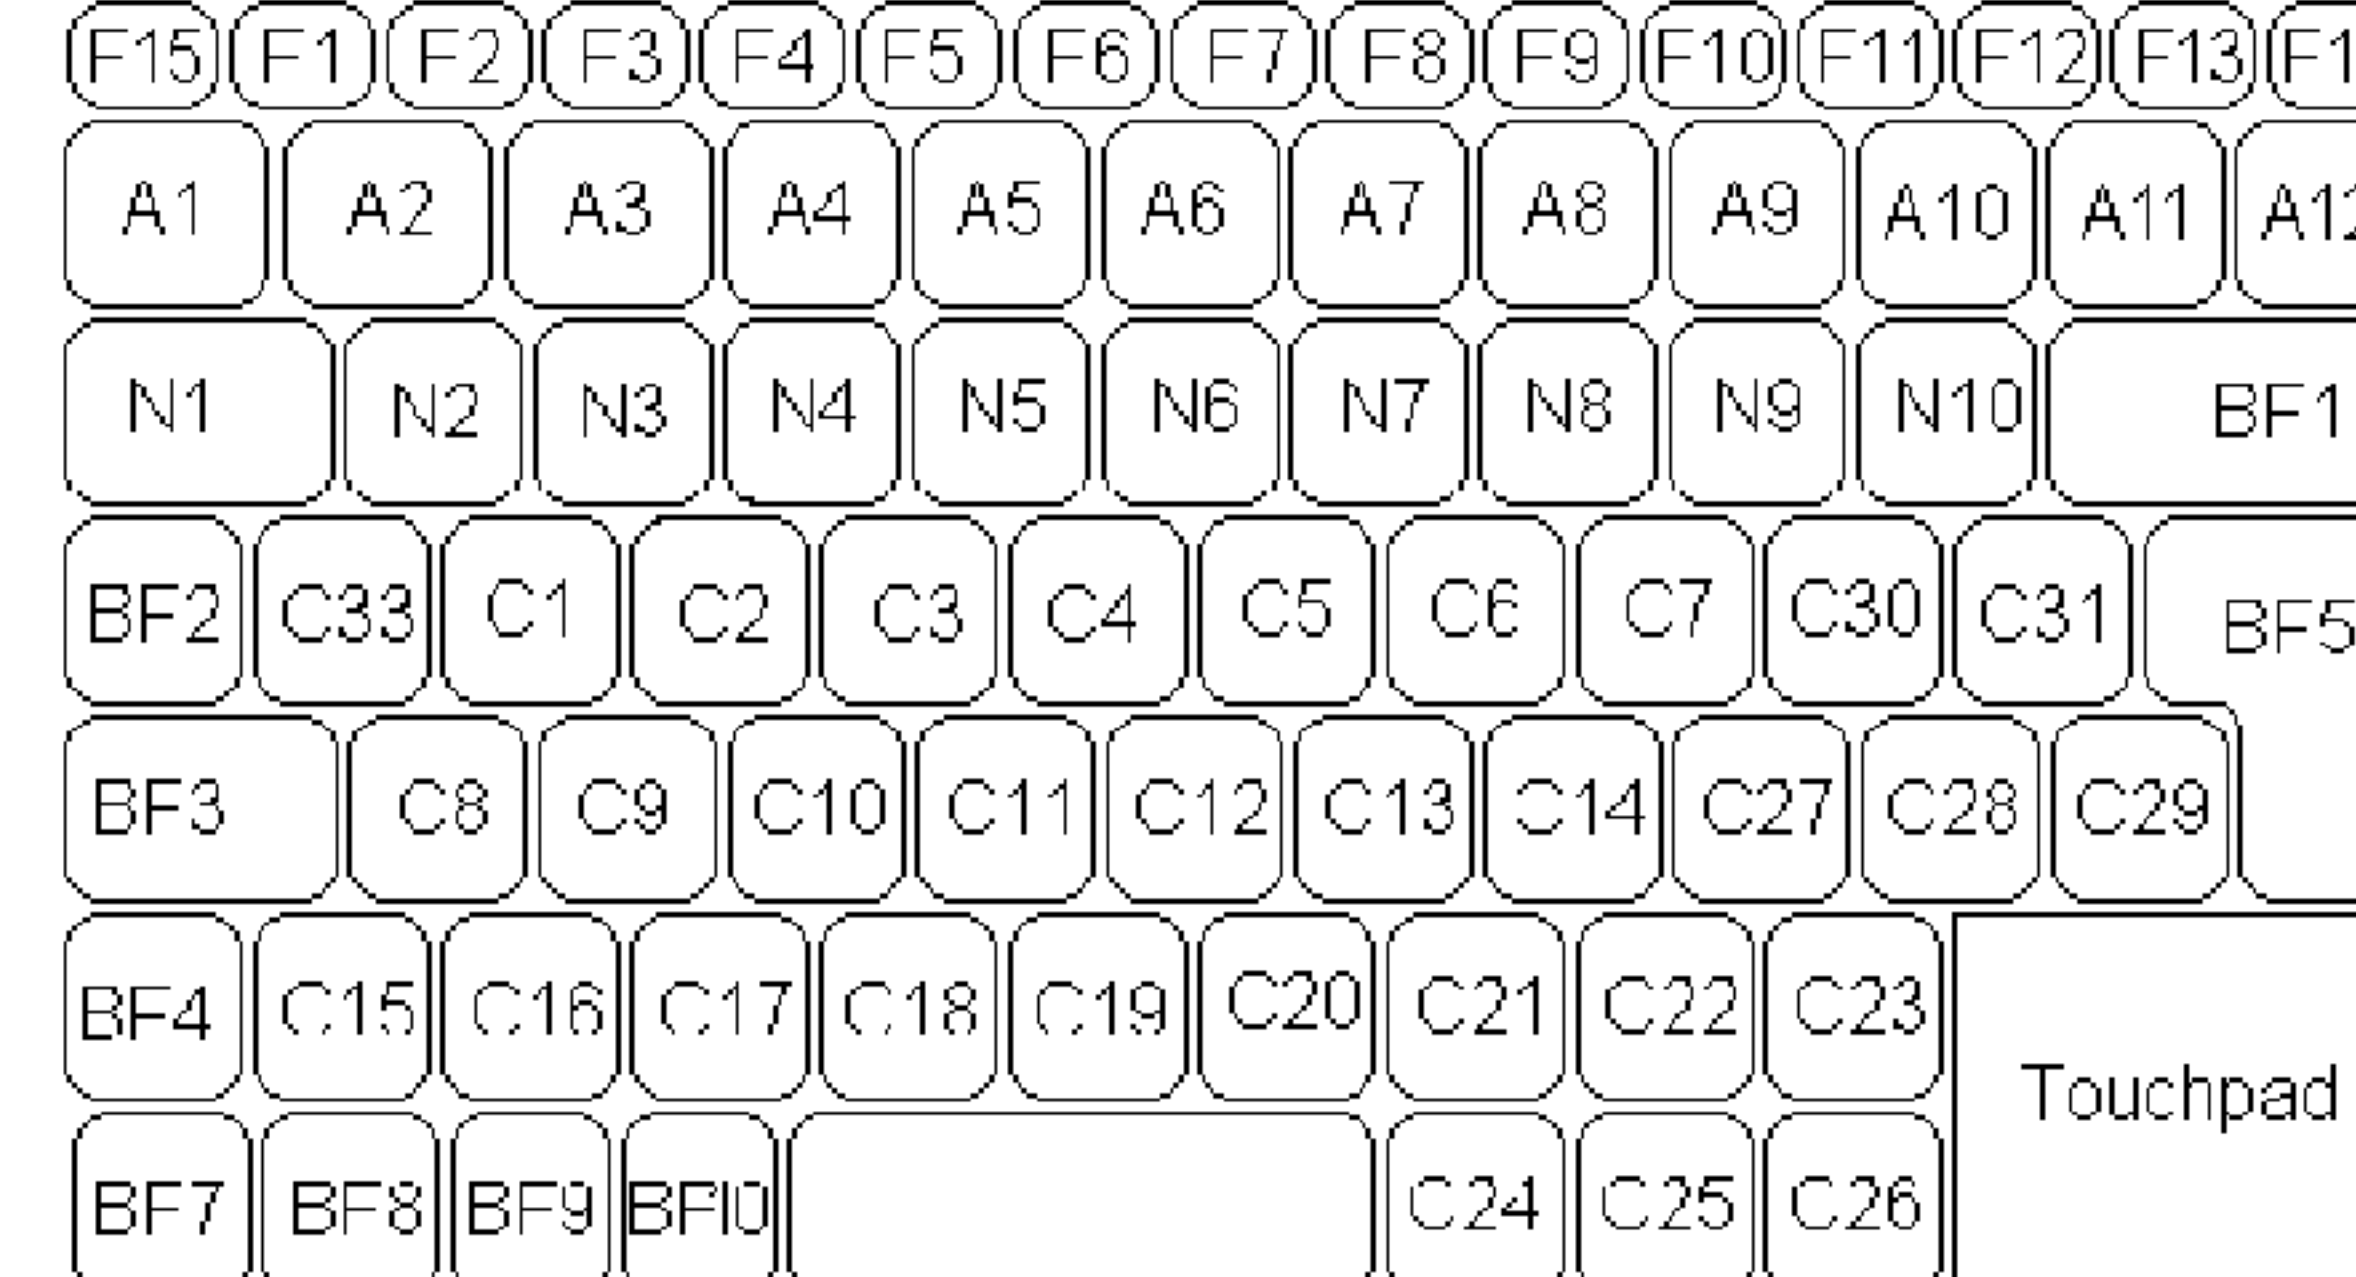 F15 F1 F2 F3 F4 F5 F6 F7 F8 F9 F10 F11 F12 F13
A1 A2 A3 A4 A5 A6 A7 A8 A9 A10 A11 A12
N1 N2 N3 N4 N5 N6 N7 N8 N9 N10 BF1
BF2 C33 C1 C2 C3 C4 C5 C6 C7 C30 C31 BF5
BF3 C8 C9 C10 C11 C12 C13 C14 C27 C28 C29
BF4 C15 C16 C17 C18 C19 C20 C21 C22 C23
Touchpad
BF7 BF8 BF9 BF10 C24 C25 C26